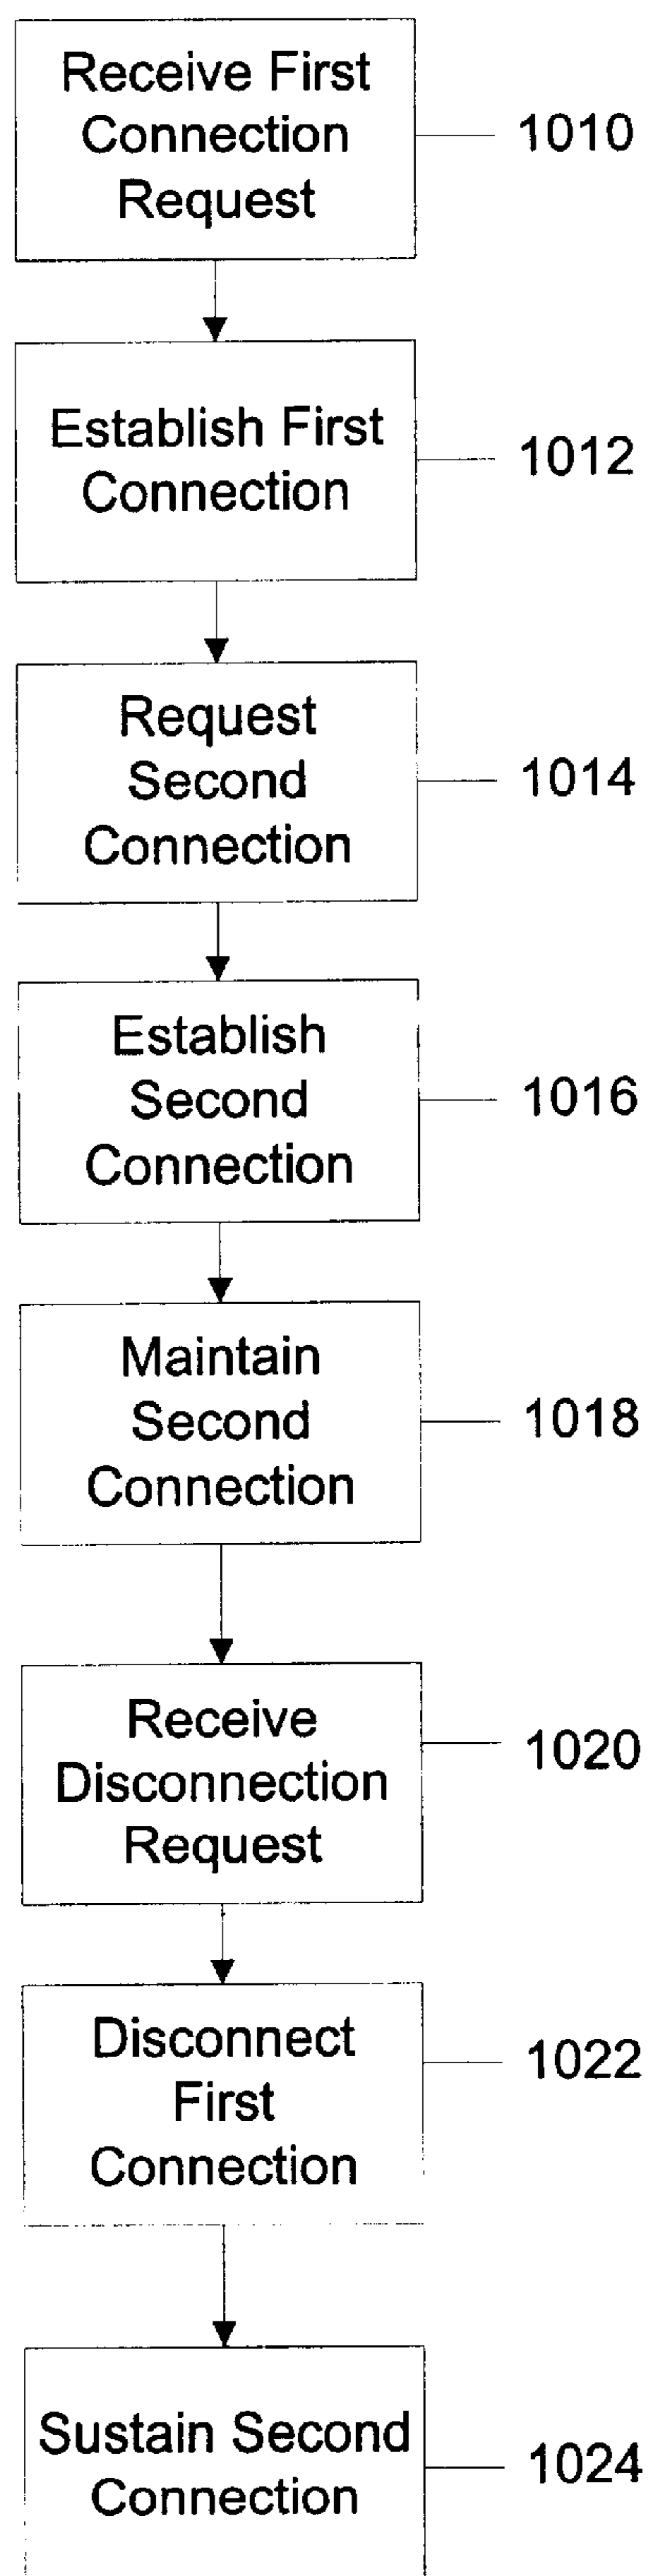 Receive First
Connection
Request
1010
Establish First
Connection
1012
Request
Second
Connection
1014
Establish
Second
Connection
1016
Maintain
Second
Connection
1018
Receive
Disconnection
Request
1020
Disconnect
First
Connection
1022
Sustain Second
Connection
1024